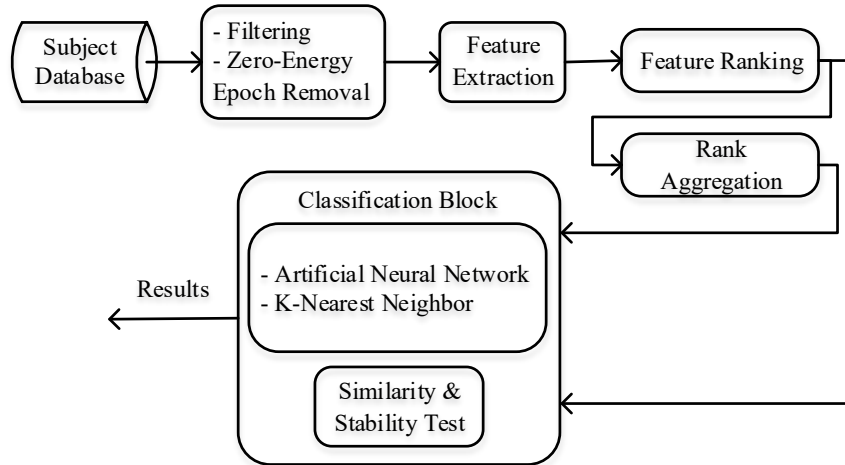 Subject
Database
- Filtering
- Zero-Energy
Epoch Removal
Feature
Extraction
Feature Ranking
Rank
Aggregation
Classification Block
- Artificial Neural Network
- K-Nearest Neighbor
Results
Similarity &
Stability Test